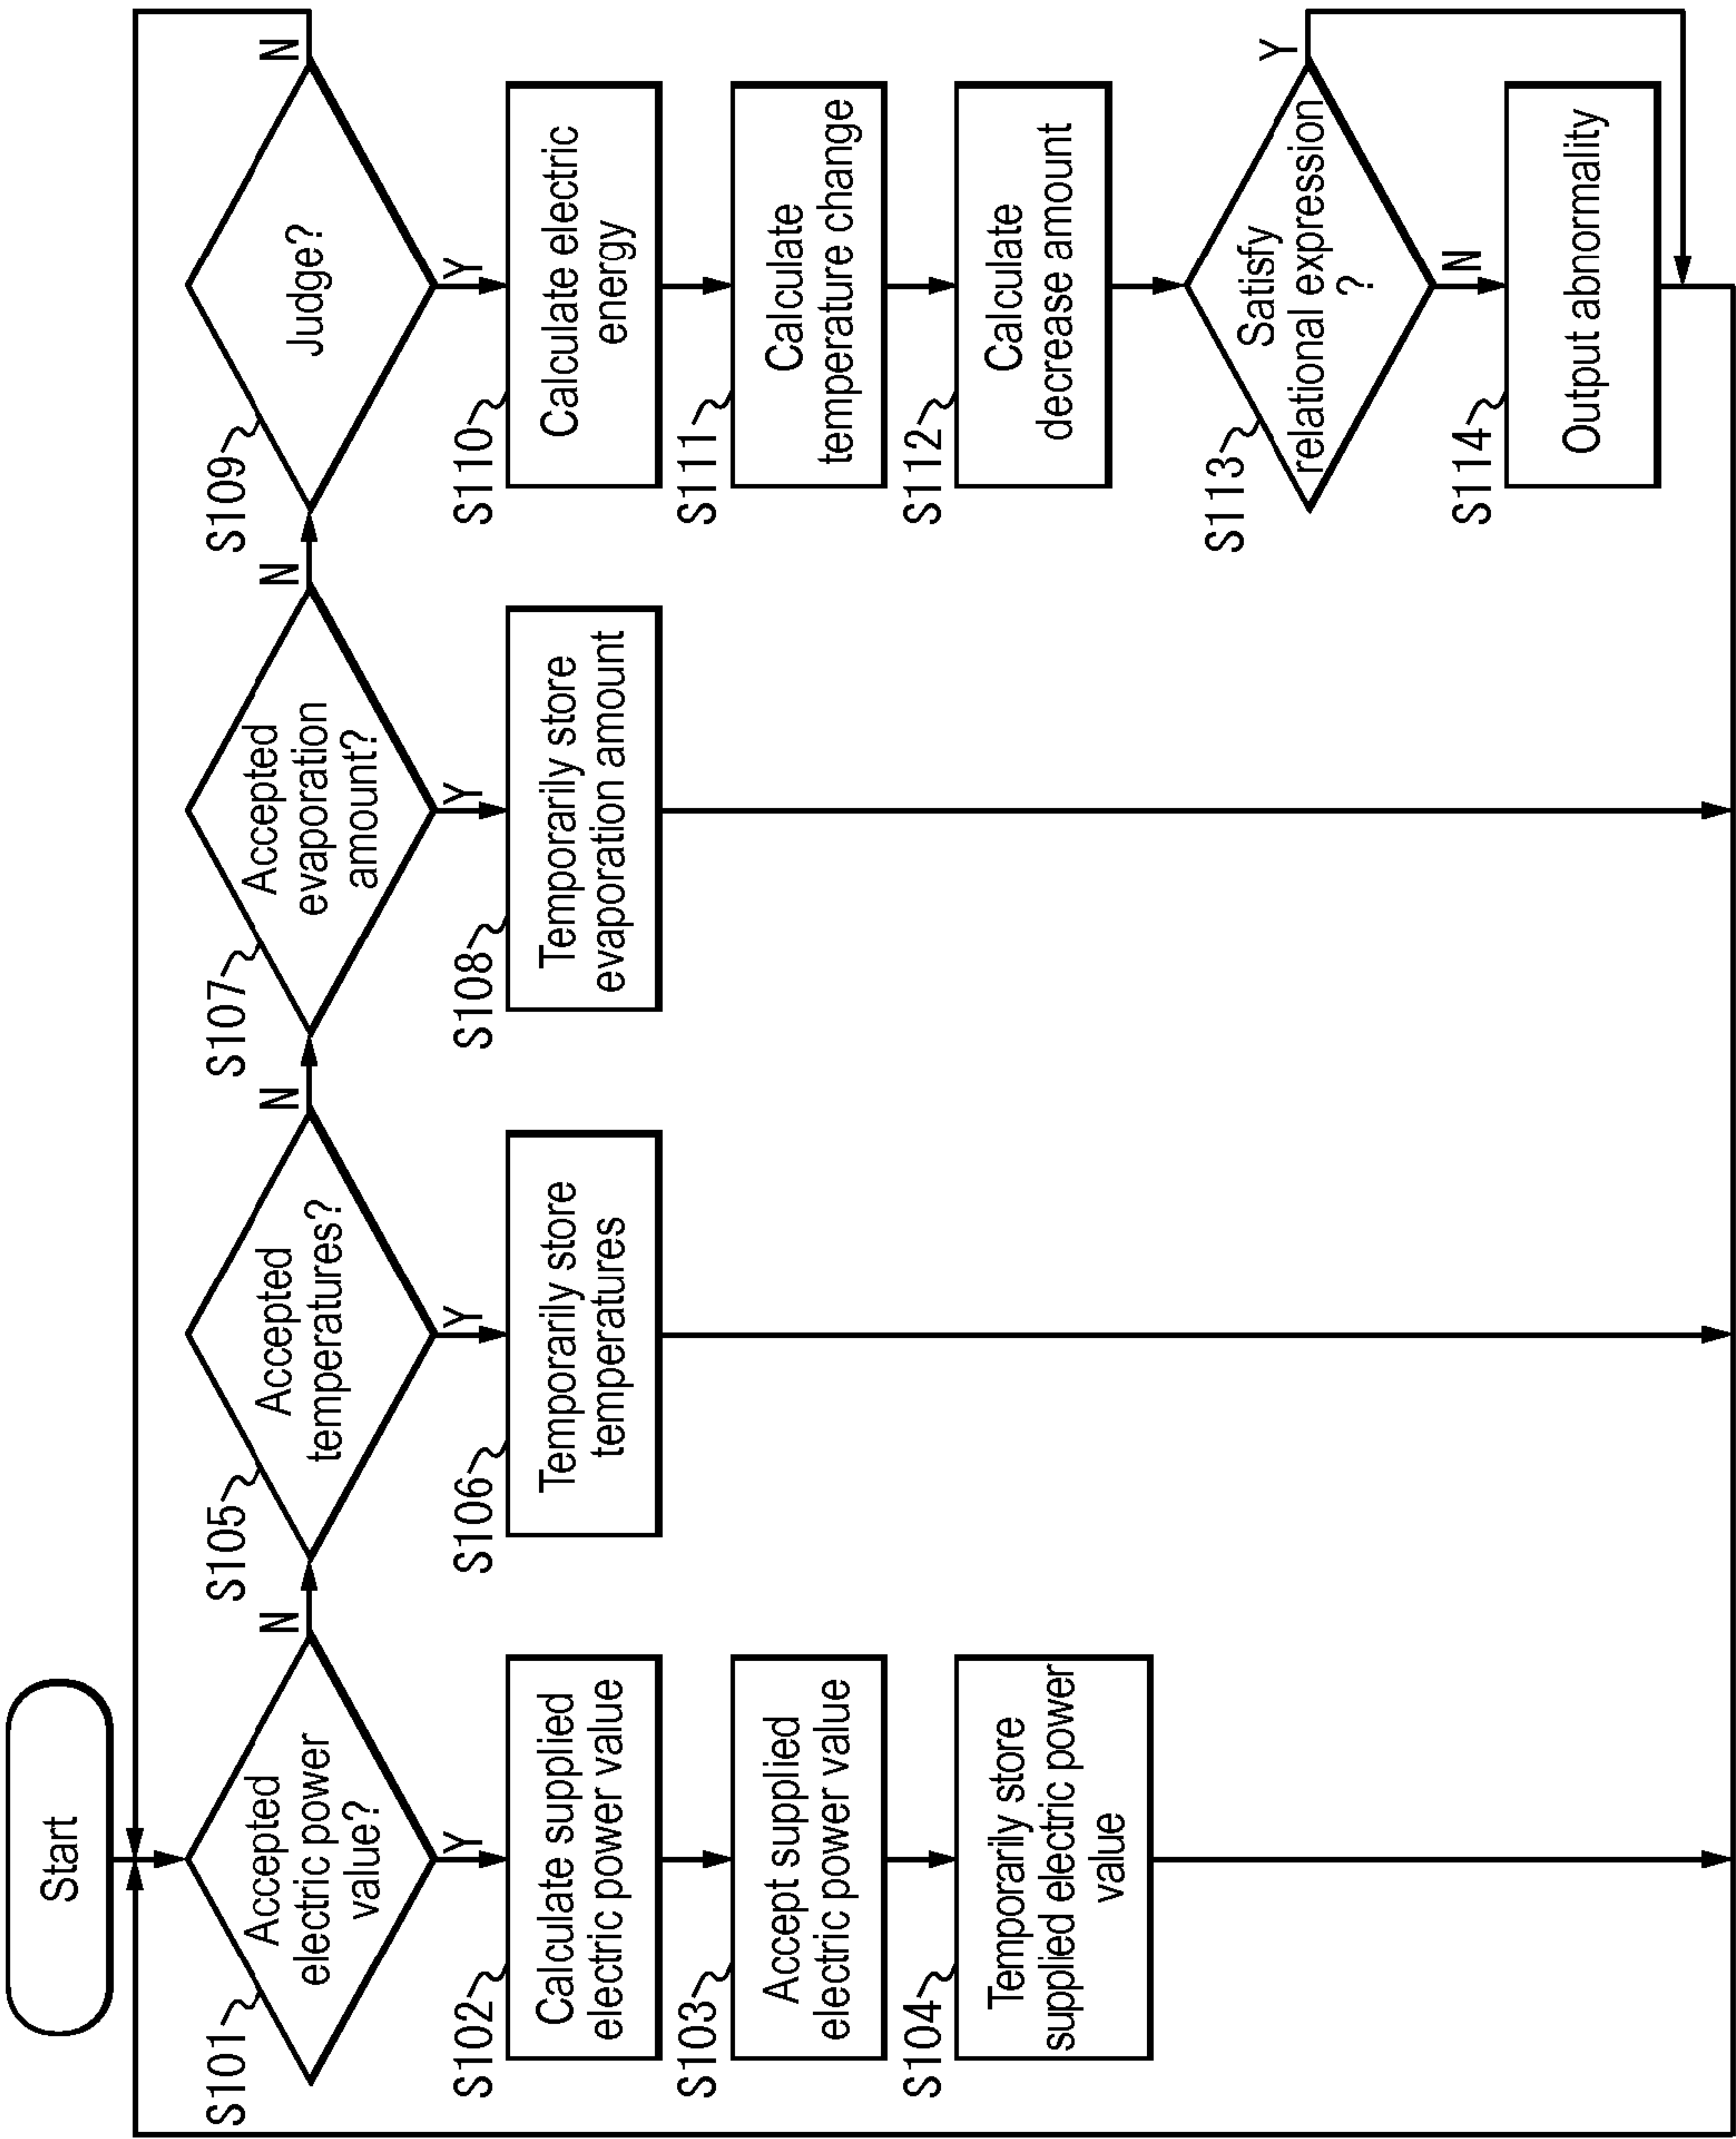 Start
S101
Accepted
electric power
value?
Y
N
S102
Calculate supplied
electric power value
S103
Accept supplied
electric power value
S104
Temporarily store
supplied electric power
value
S105
Accepted
temperatures?
Y
N
S106
Temporarily store
temperatures
S107
Accepted
evaporation
amount?
Y
N
S108
Temporarily store
evaporation amount
S109
Judge?
Y
N
S110
Calculate electric
energy
S111
Calculate
temperature change
S112
Calculate
decrease amount
S113
Satisfy
relational expression
?
Y
N
S114
Output abnormality